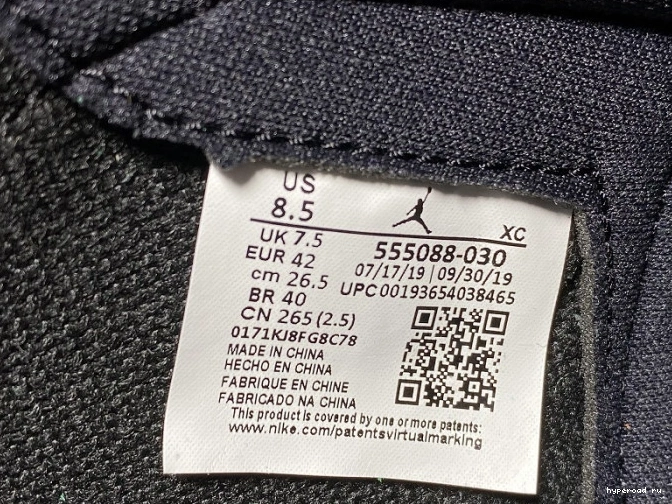 US
8.5
XC
UK 7.5
EUR 42
cm 26.5
BR 40
CN 265 (2.5)
0171KJ8FG8C78
555088-030
07/17/19 | 09/30/19
UPC00193654038465
MADE IN CHINA
HECHO EN CHINA
FABRIQUE EN CHINE
FABRICADO NA CHINA
This product is covered by one or more patents:
www.nike.com/patentsvirtualmarking
hyperoad.ru